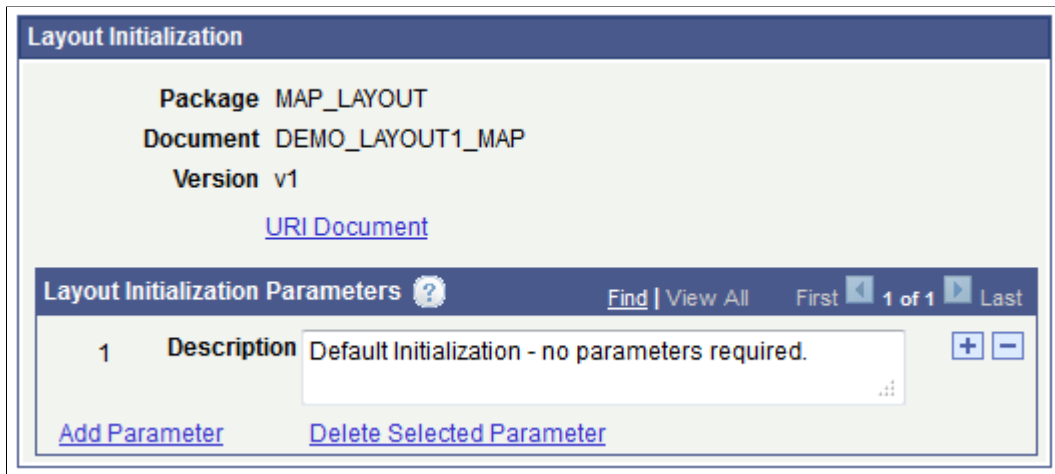 Layout Initialization
Package MAP_LAYOUT
Document DEMO_LAYOUT1_MAP
Version v1
URI Document
Layout Initialization Parameters ? Find | View All First 1 of 1 Last
1 Description Default Initialization - no parameters required. + -
Add Parameter Delete Selected Parameter